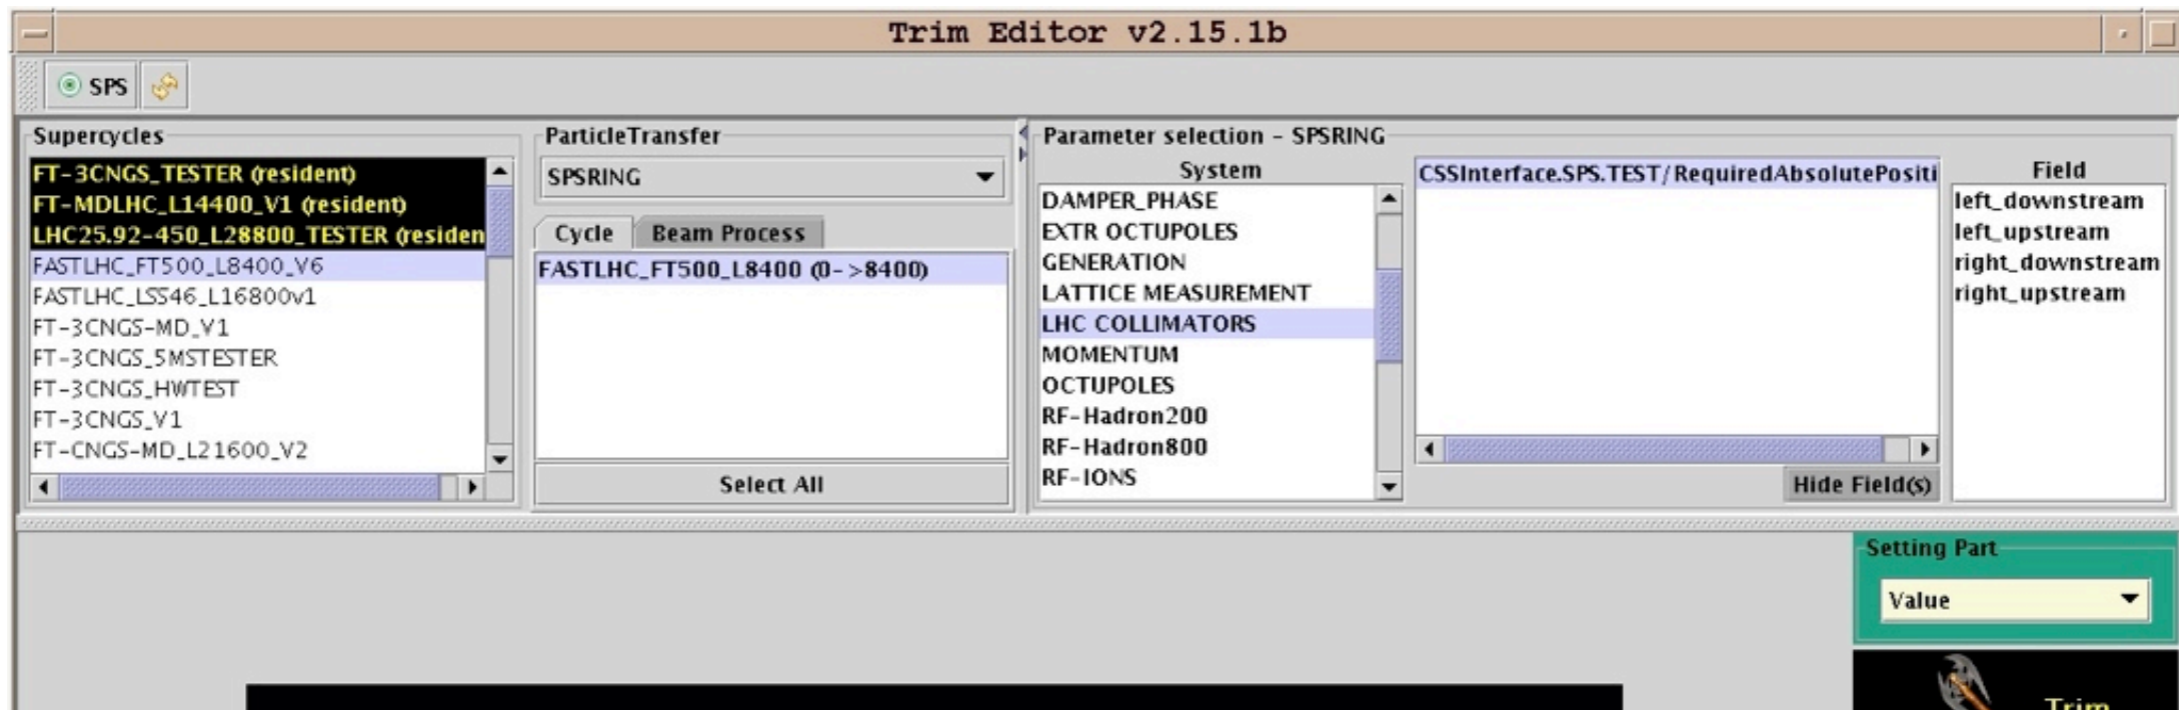 Trim Editor v2.15.1b
SPS
Supercycles
FT-3CNGS_TESTER (resident)
FT-MDLHC_L14400_V1 (resident)
LHC25.92-450_L28800_TESTER (residen
FASTLHC_FT500_L8400_V6
FASTLHC_LSS46_L16800v1
FT-3CNGS-MD_V1
FT-3CNGS_5MSTESTER
FT-3CNGS_HWTEST
FT-3CNGS_V1
FT-CNGS-MD_L21600_V2
ParticleTransfer
SPSRING
Cycle
Beam Process
FASTLHC_FT500_L8400 (0->8400)
Select All
Parameter selection - SPSRING
System
DAMPER_PHASE
EXTR OCTUPOLES
GENERATION
LATTICE MEASUREMENT
LHC COLLIMATORS
MOMENTUM
OCTUPOLES
RF-Hadron200
RF-Hadron800
RF-IONS
CSSInterface.SPS.TEST/RequiredAbsolutePositi
Hide Field(s)
Field
left_downstream
left_upstream
right_downstream
right_upstream
Setting Part
Value
Trim